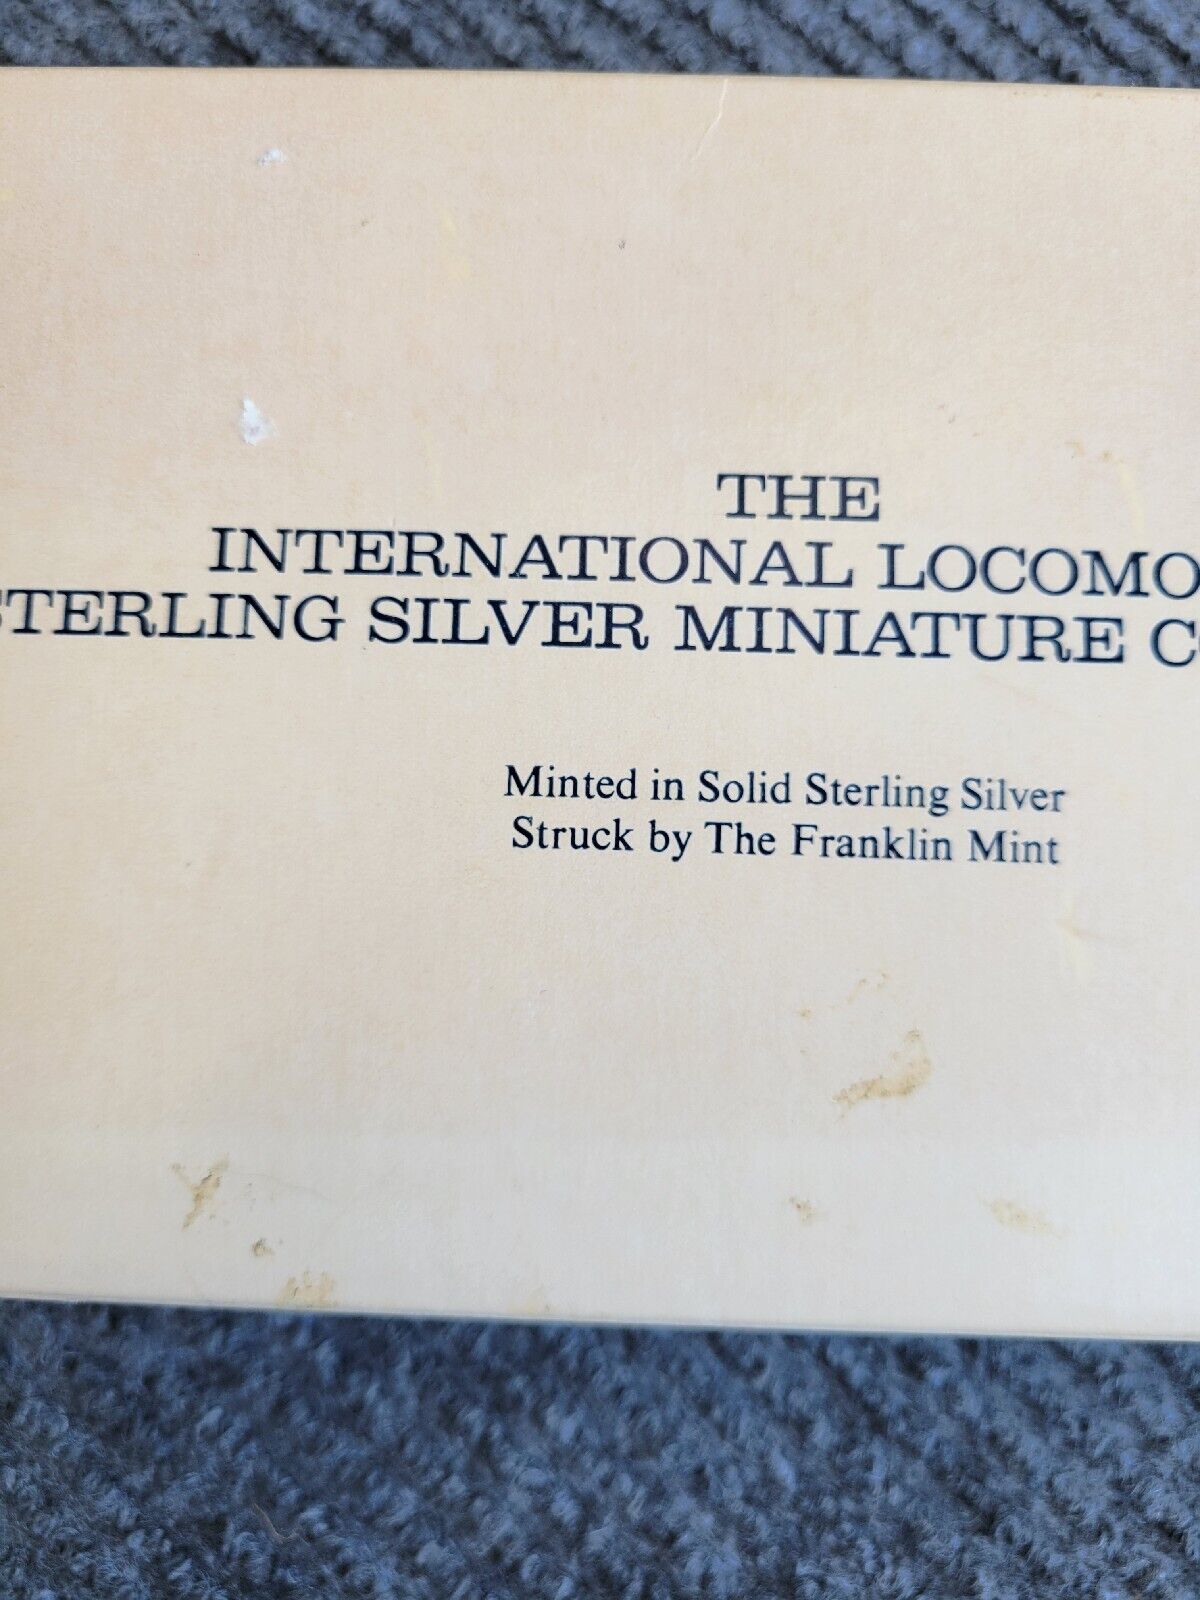 THE
INTERNATIONAL LOCOMO
STERLING SILVER MINIATURE C
Minted in Solid Sterling Silver
Struck by The Franklin Mint